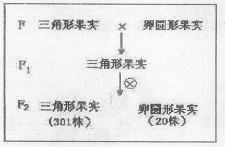 P 三角形果实 × 卵圆形果实
F₁ 三角形果实
⊗
F₂ 三角形果实 卵圆形果实
(301株) (20株)